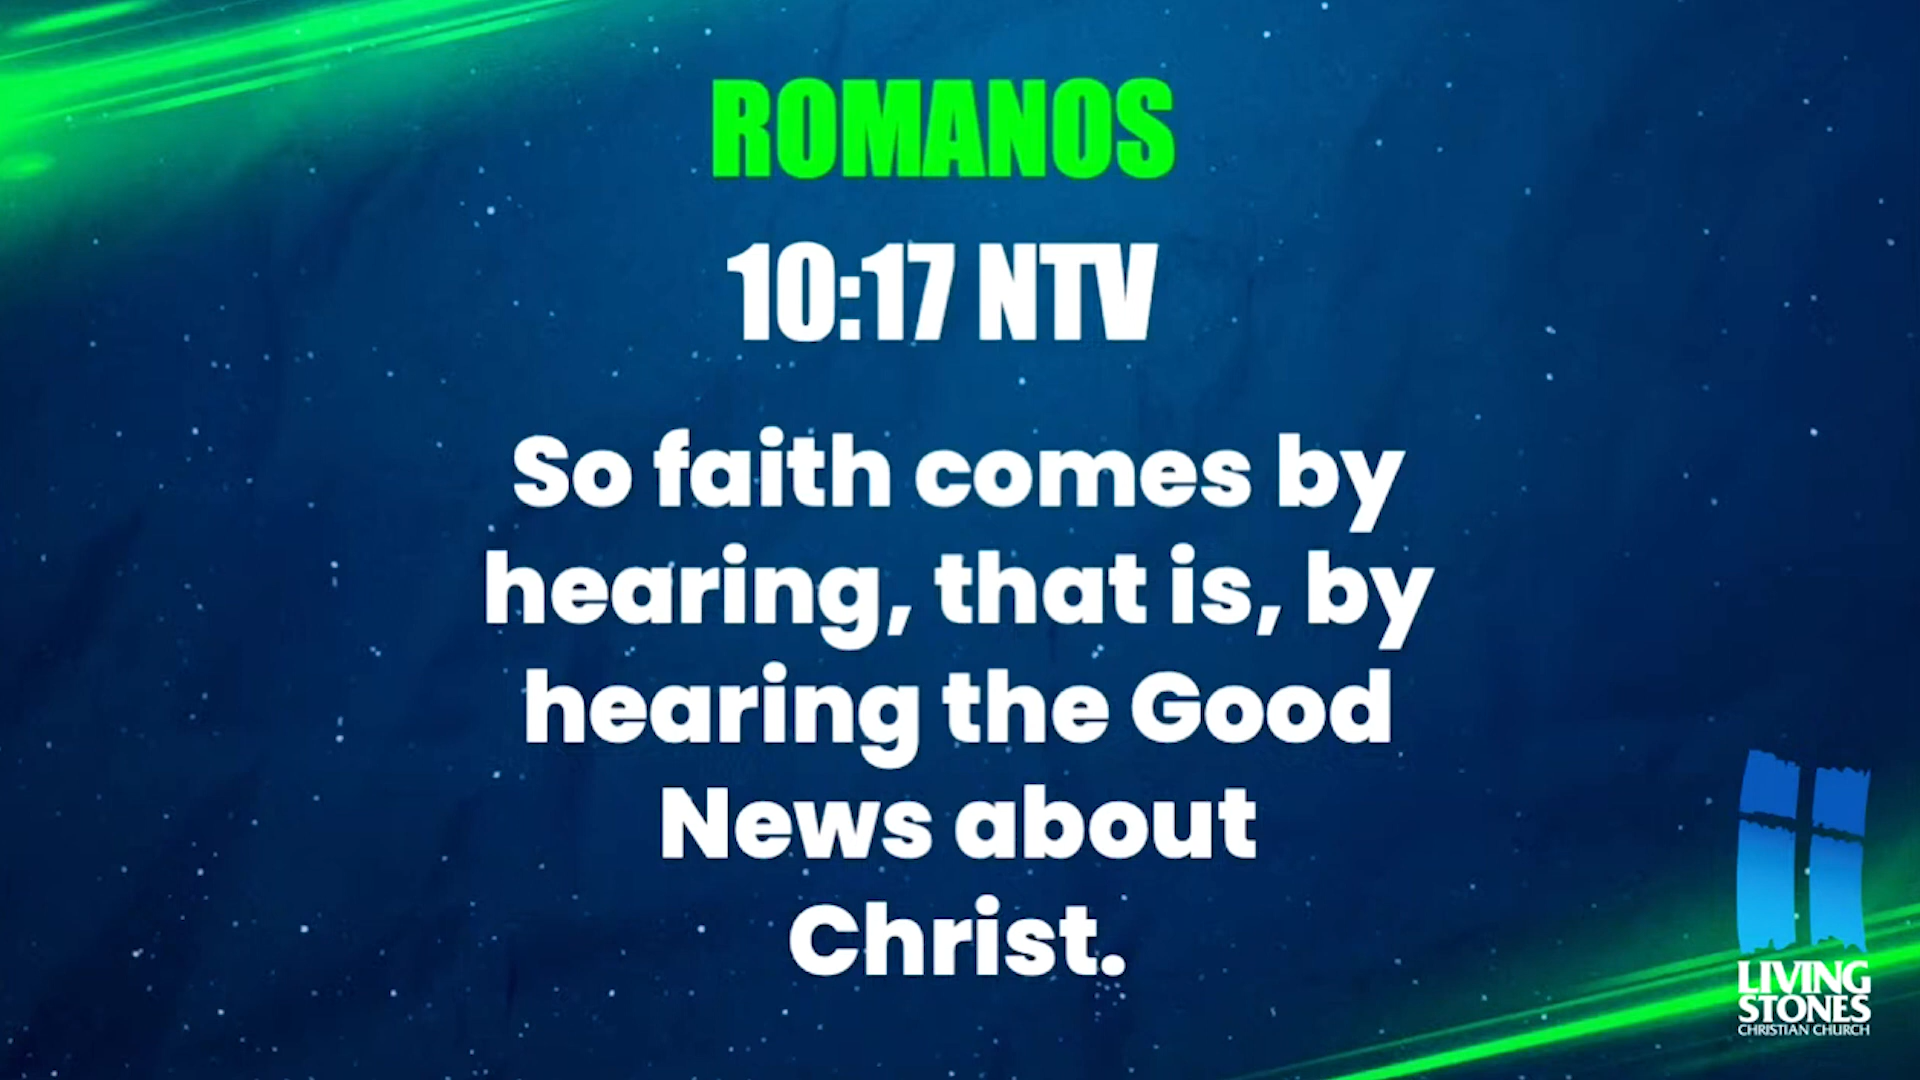 ROMANOS
10:17 NTV
So faith comes by
hearing, that is, by
hearing the Good
News about
Christ.
LIVING
STONES
CHRISTIAN CHURCH